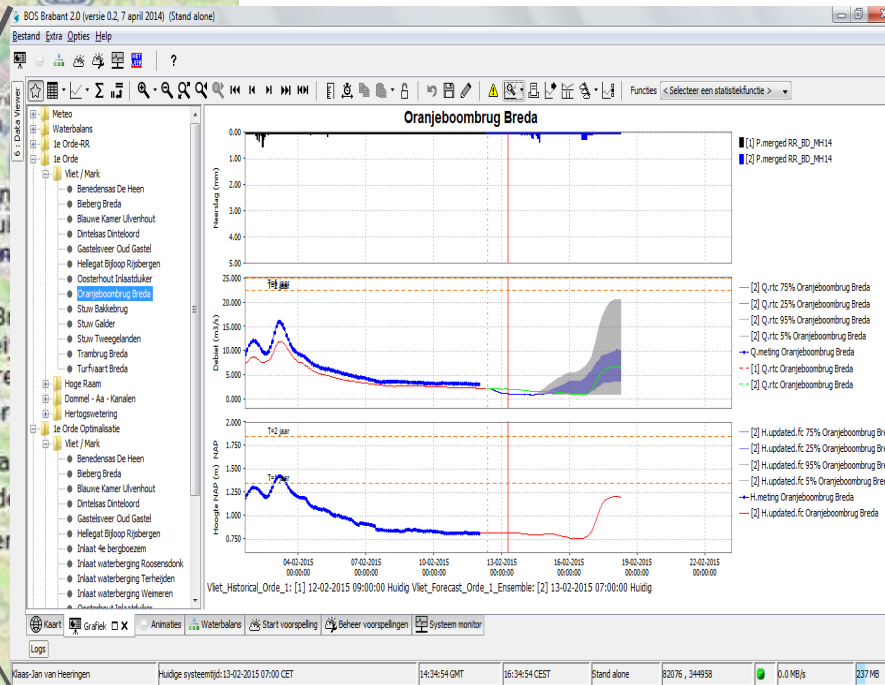 BOS Brabant 2.0 (versie 0.2, 7 april 2014) (Stand alone)
Bestand Extra Opties Help
?
Functies < Selecteer een statistiekfunctie >
6 : Data Viewer
Meteo
Waterbalans
1e Orde-RR
1e Orde
Vliet / Mark
Benedensas De Heen
Bieberg Breda
Blauwe Kamer Ulvenhout
Dintelsas Dinteloord
Gastelsveer Oud Gastel
Hellegat Bijloop Rijsbergen
Oosterhout Inlaatduiker
Oranjeboombrug Breda
Stuw Bakkebrug
Stuw Galder
Stuw Tweegelanden
Trambrug Breda
Turfvaart Breda
Hoge Raam
Dommel - Aa - Kanalen
Hertogswetering
1e Orde Optimalisatie
Vliet / Mark
Benedensas De Heen
Bieberg Breda
Blauwe Kamer Ulvenhout
Dintelsas Dinteloord
Gastelsveer Oud Gastel
Hellegat Bijloop Rijsbergen
Inlaat 4e bergboezem
Inlaat waterberging Roosensdonk
Inlaat waterberging Terheijden
Inlaat waterberging Weimeren
Oosterhout Inlaatduiker
Oranjeboombrug Breda
Neerslag (mm)
0.00
1.00
2.00
3.00
4.00
5.00
[1] P.merged RR_BD_MH14
[2] P.merged RR_BD_MH14
Debiet (m3/s)
25.000
20.000
15.000
10.000
5.000
0.000
[2] Q.rtc 75% Oranjeboombrug Breda
[2] Q.rtc 25% Oranjeboombrug Breda
[2] Q.rtc 95% Oranjeboombrug Breda
[2] Q.rtc 5% Oranjeboombrug Breda
Q.meting Oranjeboombrug Breda
[1] Q.rtc Oranjeboombrug Breda
[2] Q.rtc Oranjeboombrug Breda
Hoogte NAP (m) NAP
2.000
1.750
1.500
1.250
1.000
0.750
T=2 jaar
[2] H.updated.fc 75% Oranjeboombrug Bre
[2] H.updated.fc 25% Oranjeboombrug Bre
[2] H.updated.fc 95% Oranjeboombrug Bre
[2] H.updated.fc 5% Oranjeboombrug Bred
H.meting Oranjeboombrug Breda
[2] H.updated.fc Oranjeboombrug Breda
04-02-2015 07-02-2015 10-02-2015 13-02-2015 16-02-2015 19-02-2015 22-02-2015
00:00:00 00:00:00 00:00:00 00:00:00 00:00:00 00:00:00 00:00:00
Vliet_Historical_Orde_1: [1] 12-02-2015 09:00:00 Huidig Vliet_Forecast_Orde_1_Ensemble: [2] 13-02-2015 07:00:00 Huidig
Kaart Grafiek Animaties Waterbalans Start voorspelling Beheer voorspellingen Systeem monitor
Logs
Klaas-Jan van Heeringen Huidige systeemtijd:13-02-2015 07:00 CET 14:34:54 GMT 16:34:54 CEST Stand alone 82076 , 344958 0.0 MB/s 237 MB